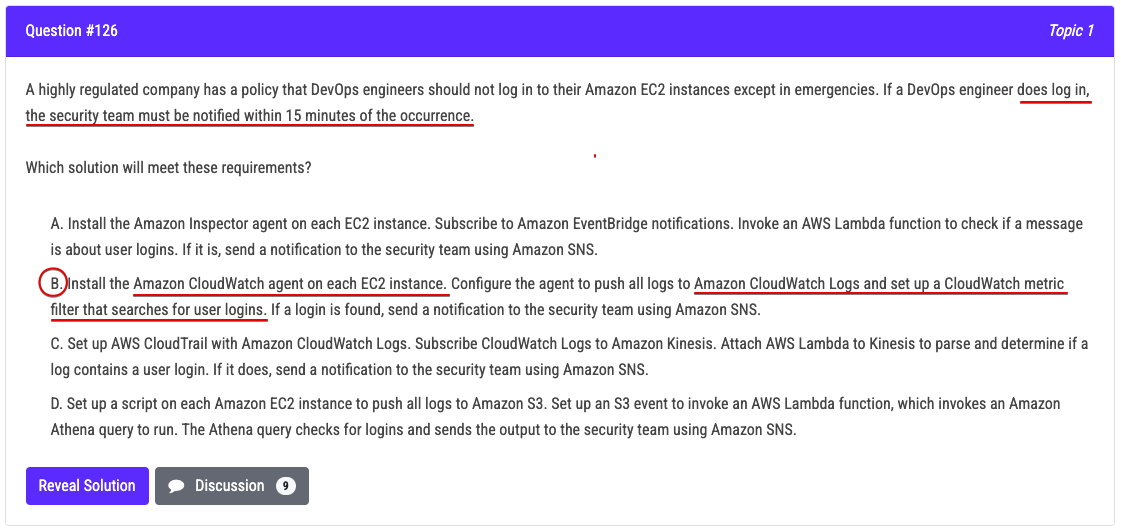 Question #126
Topic 1
A highly regulated company has a policy that DevOps engineers should not log in to their Amazon EC2 instances except in emergencies. If a DevOps engineer does log in,
the security team must be notified within 15 minutes of the occurrence.
Which solution will meet these requirements?
A. Install the Amazon Inspector agent on each EC2 instance. Subscribe to Amazon EventBridge notifications. Invoke an AWS Lambda function to check if a message
is about user logins. If it is, send a notification to the security team using Amazon SNS.
B. Install the Amazon CloudWatch agent on each EC2 instance. Configure the agent to push all logs to Amazon CloudWatch Logs and set up a CloudWatch metric
filter that searches for user logins. If a login is found, send a notification to the security team using Amazon SNS.
C. Set up AWS CloudTrail with Amazon CloudWatch Logs. Subscribe CloudWatch Logs to Amazon Kinesis. Attach AWS Lambda to Kinesis to parse and determine if a
log contains a user login. If it does, send a notification to the security team using Amazon SNS.
D. Set up a script on each Amazon EC2 instance to push all logs to Amazon S3. Set up an S3 event to invoke an AWS Lambda function, which invokes an Amazon
Athena query to run. The Athena query checks for logins and sends the output to the security team using Amazon SNS.
Reveal Solution
Discussion 9